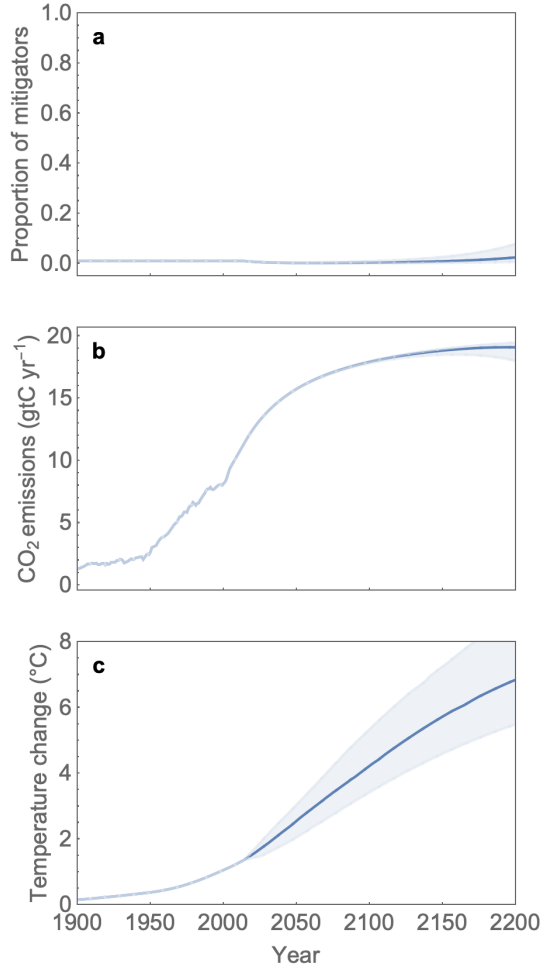 a
Proportion of mitigators
1.0
0.8
0.6
0.4
0.2
0.0
b
CO₂ emissions (gtC yr⁻¹)
20
15
10
5
0
c
Temperature change (°C)
8
6
4
2
0
1900 1950 2000 2050 2100 2150 2200
Year